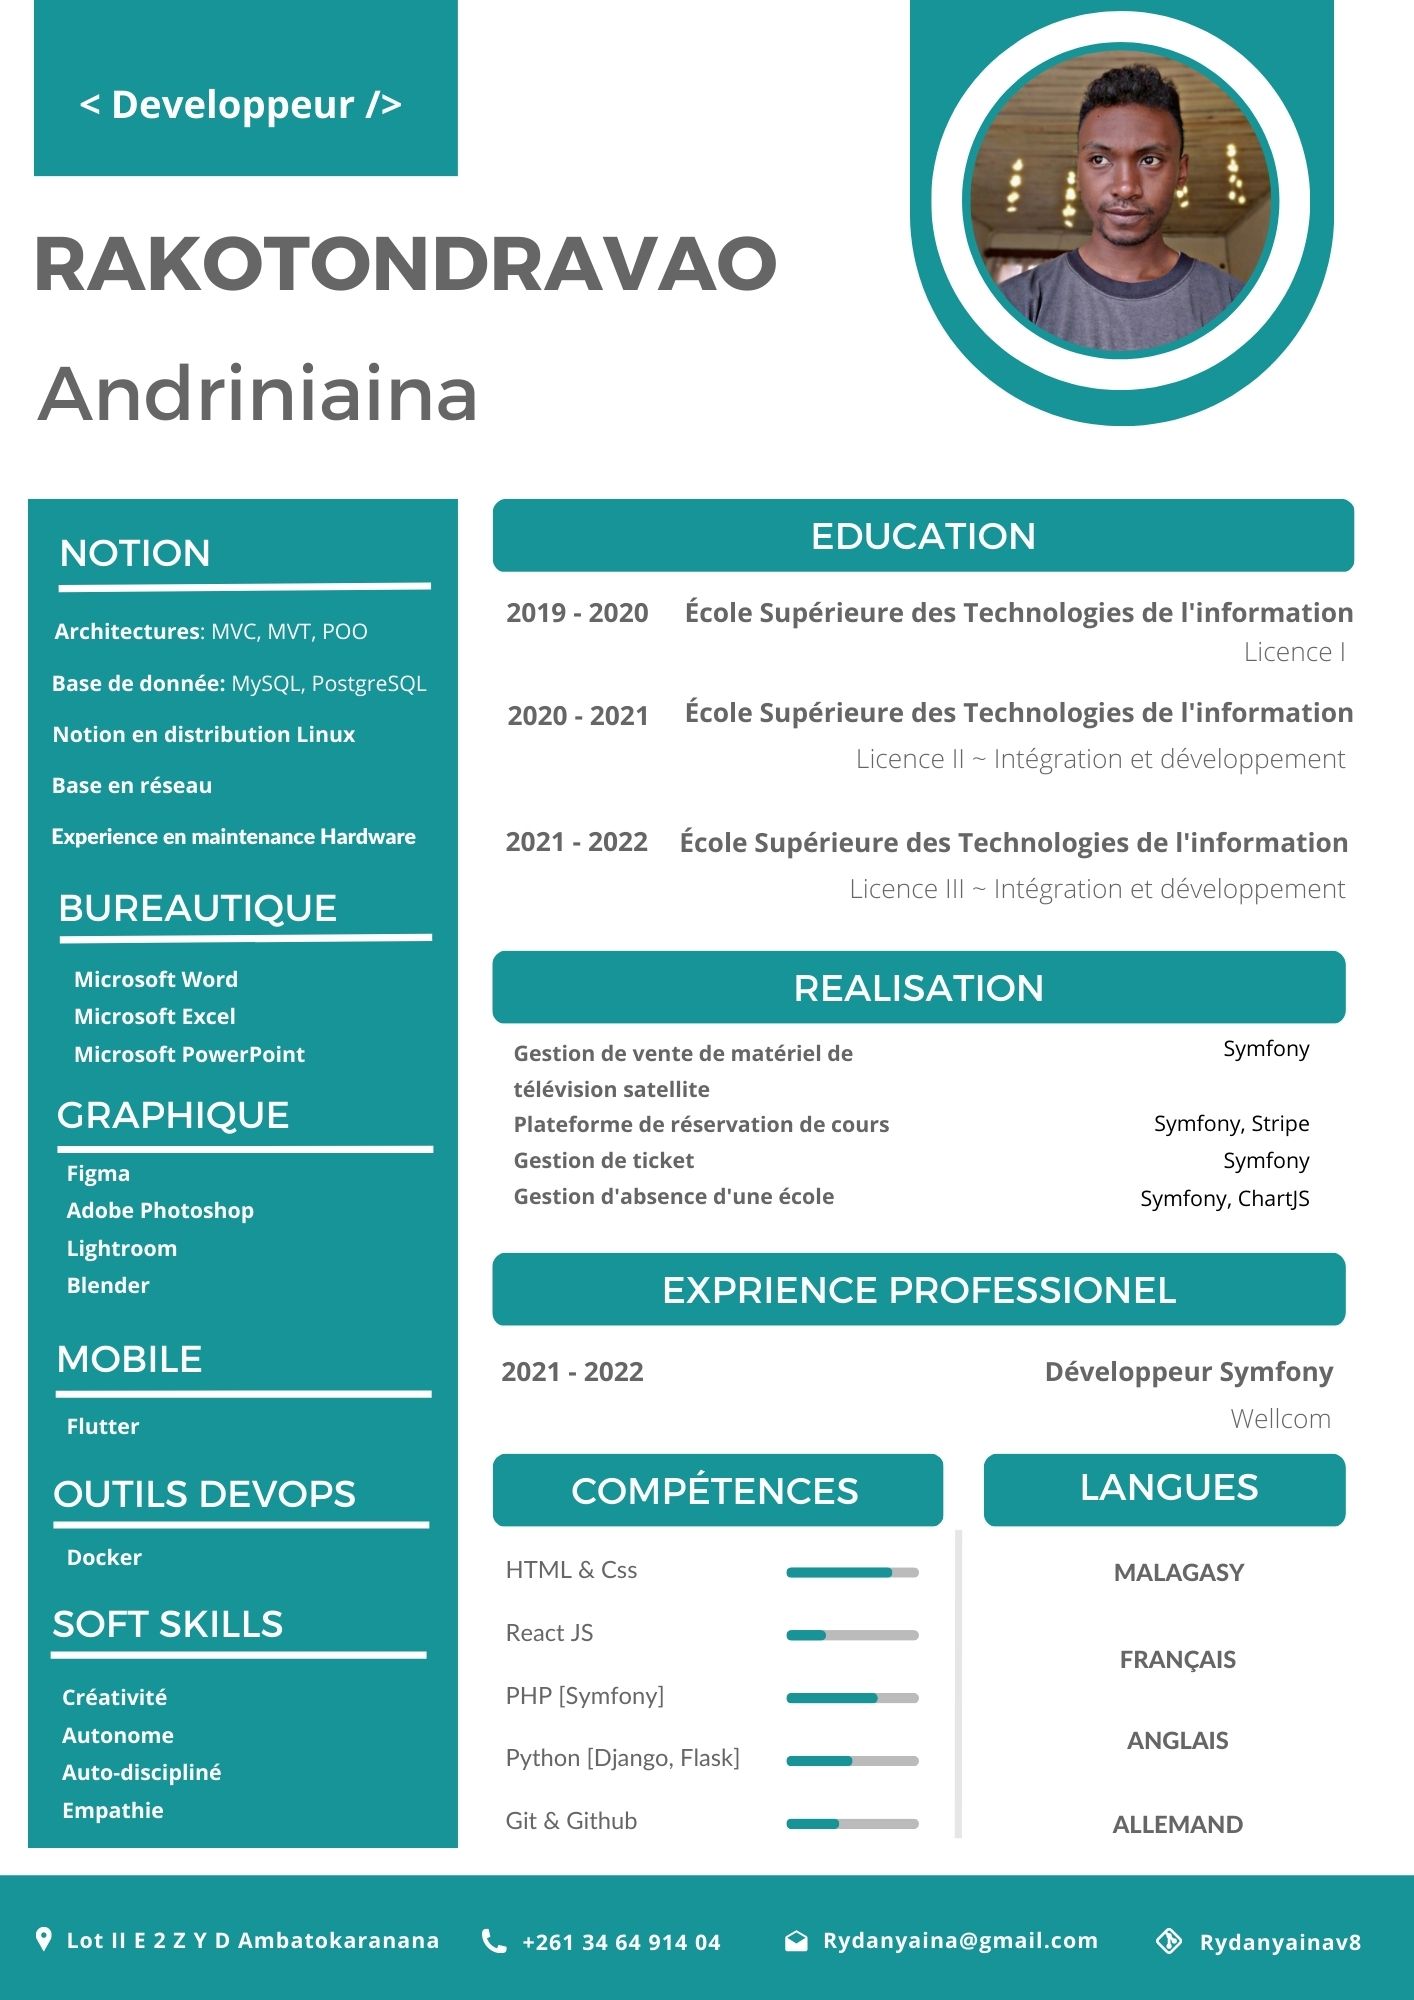 < Developpeur />
RAKOTONDRAVAO
Andriniaina
NOTION
Architectures: MVC, MVT, POO
Base de donnée: MySQL, PostgreSQL
Notion en distribution Linux
Base en réseau
Experience en maintenance Hardware
BUREAUTIQUE
Microsoft Word
Microsoft Excel
Microsoft PowerPoint
GRAPHIQUE
Figma
Adobe Photoshop
Lightroom
Blender
MOBILE
Flutter
OUTILS DEVOPS
Docker
SOFT SKILLS
Créativité
Autonome
Auto-discipliné
Empathie
EDUCATION
2019 - 2020 École Supérieure des Technologies de l'information
Licence I
2020 - 2021 École Supérieure des Technologies de l'information
Licence II ~ Intégration et développement
2021 - 2022 École Supérieure des Technologies de l'information
Licence III ~ Intégration et développement
REALISATION
Gestion de vente de matériel de Symfony
télévision satellite
Plateforme de réservation de cours Symfony, Stripe
Gestion de ticket Symfony
Gestion d'absence d'une école Symfony, ChartJS
EXPRIENCE PROFESSIONEL
2021 - 2022 Développeur Symfony
Wellcom
COMPÉTENCES
HTML & Css
React JS
PHP [Symfony]
Python [Django, Flask]
Git & Github
LANGUES
MALAGASY
FRANÇAIS
ANGLAIS
ALLEMAND
Lot II E 2 Z Y D Ambatokaranana +261 34 64 914 04 Rydanyaina@gmail.com Rydanyainav8